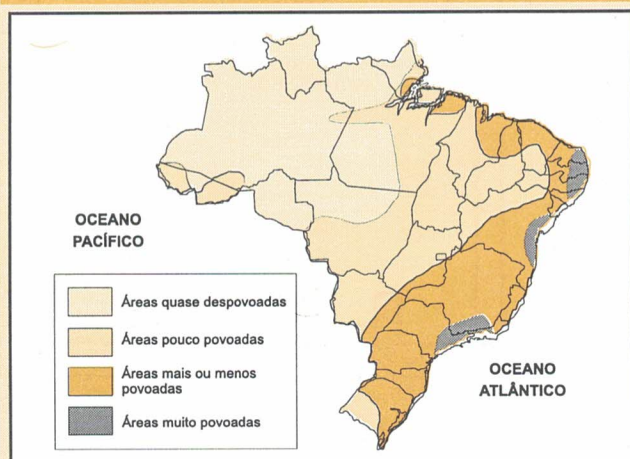 OCEANO
PACÍFICO
Áreas quase despovoadas
Áreas pouco povoadas
Áreas mais ou menos
povoadas
Áreas muito povoadas
OCEANO
ATLÂNTICO